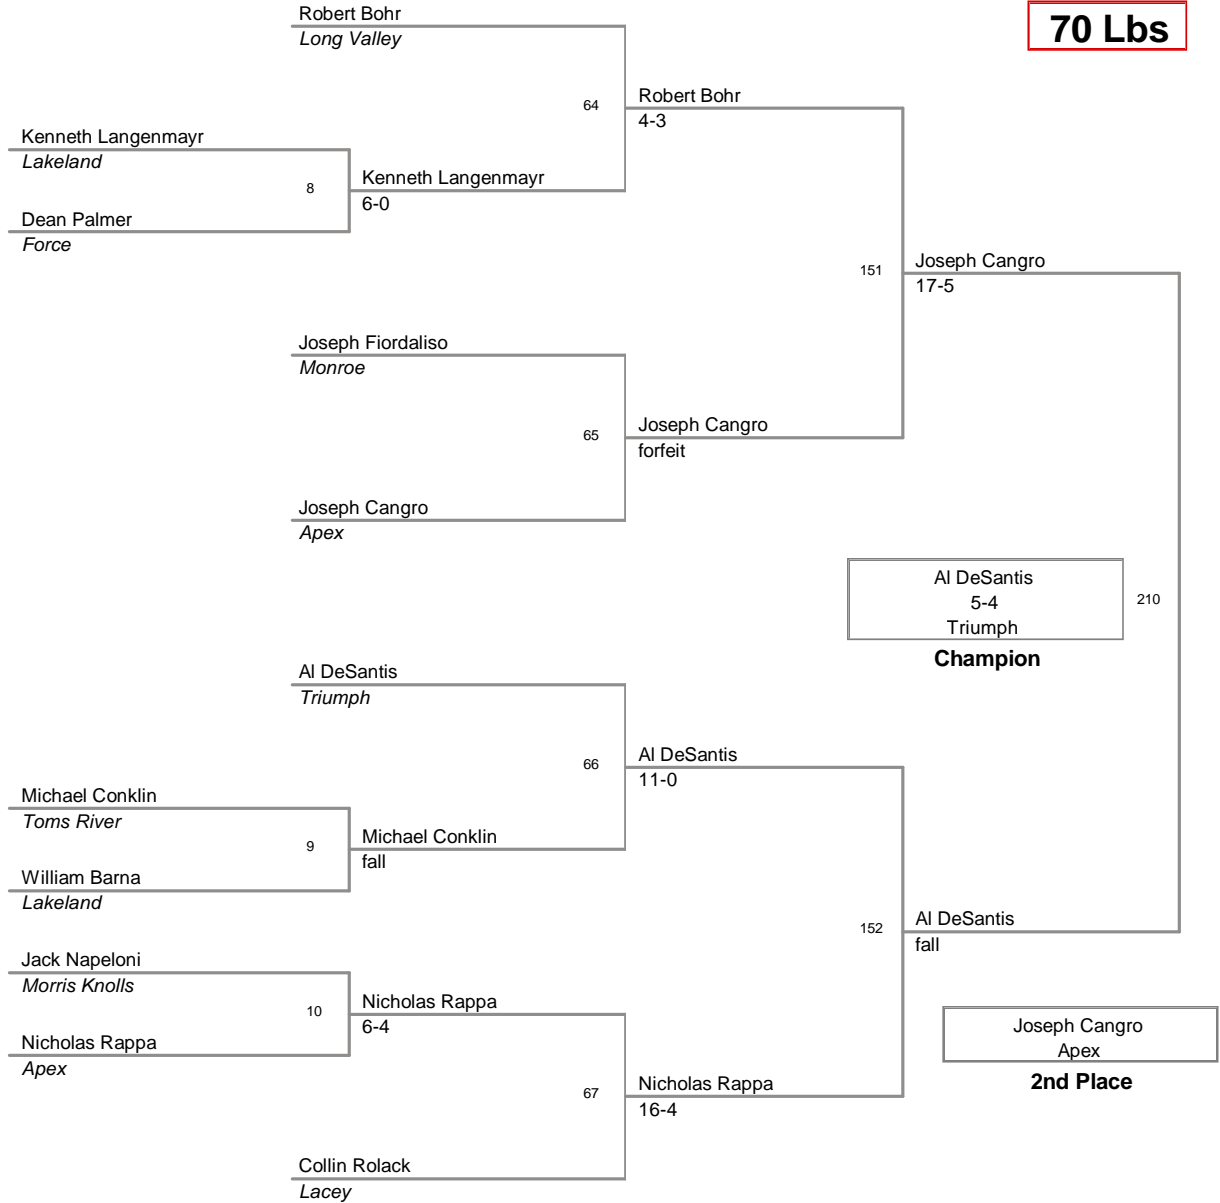 Robert Bohr
Long Valley
70 Lbs
64
Robert Bohr
4-3
Kenneth Langenmayr
Lakeland
8
Kenneth Langenmayr
6-0
Dean Palmer
Force
151
Joseph Cangro
17-5
Joseph Fiordaliso
Monroe
65
Joseph Cangro
forfeit
Joseph Cangro
Apex
Al DeSantis
5-4
Triumph
Champion
210
Al DeSantis
Triumph
66
Al DeSantis
11-0
Michael Conklin
Toms River
9
Michael Conklin
fall
William Barna
Lakeland
152
Al DeSantis
fall
Jack Napeloni
Morris Knolls
10
Nicholas Rappa
6-4
Nicholas Rappa
Apex
Joseph Cangro
Apex
2nd Place
67
Nicholas Rappa
16-4
Collin Rolack
Lacey